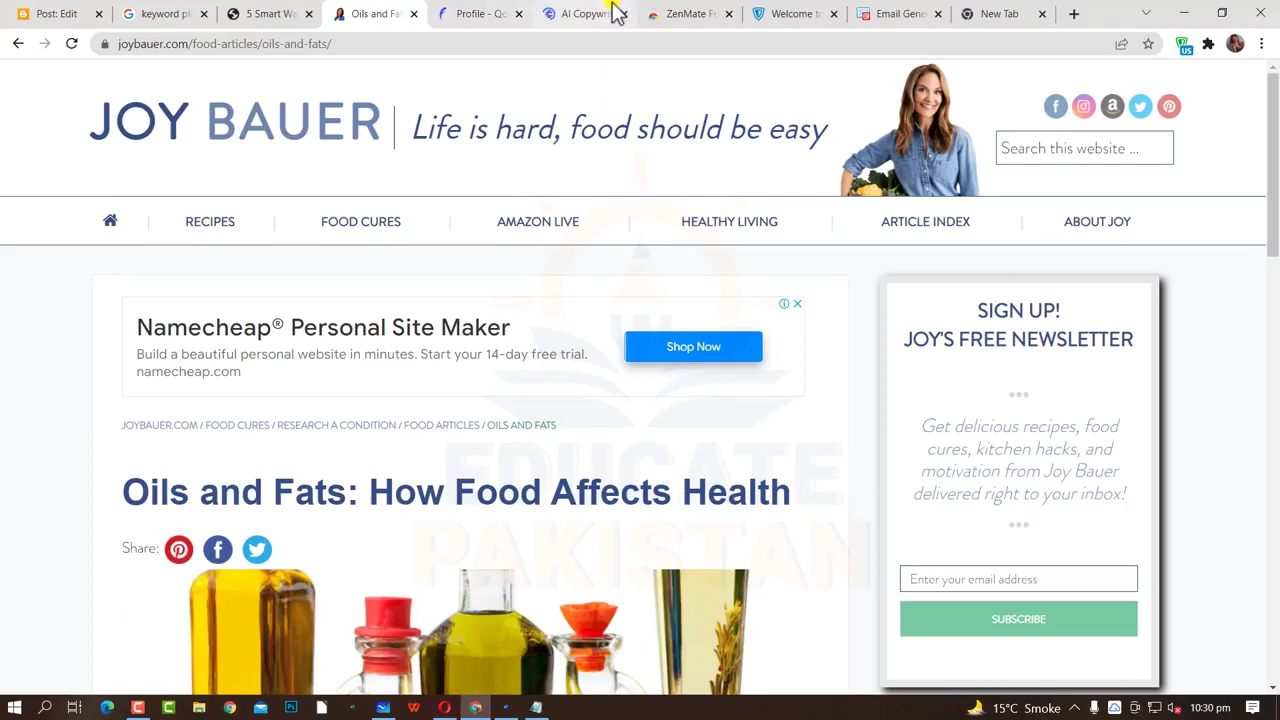 Post: Edit
keyword pl
5 Smart Wa
Oils and Fat
Profile - Qu
AI Copywri
ZenMate Fr
Welcome to
Email Gene
New Tab
joybauer.com/food-articles/oils-and-fats/
us
JOY BAUER
Life is hard, food should be easy
Search this website ...
RECIPES
FOOD CURES
AMAZON LIVE
HEALTHY LIVING
ARTICLE INDEX
ABOUT JOY
Namecheap® Personal Site Maker
Build a beautiful personal website in minutes. Start your 14-day free trial.
namecheap.com
Shop Now
JOYBAUER.COM / FOOD CURES / RESEARCH A CONDITION / FOOD ARTICLES / OILS AND FATS
Oils and Fats: How Food Affects Health
Share:
SIGN UP!
JOY'S FREE NEWSLETTER
Get delicious recipes, food
cures, kitchen hacks, and
motivation from Joy Bauer
delivered right to your inbox!
Enter your email address
SUBSCRIBE
EDUCATE
PAKISTAN
15°C Smoke
10:30 pm